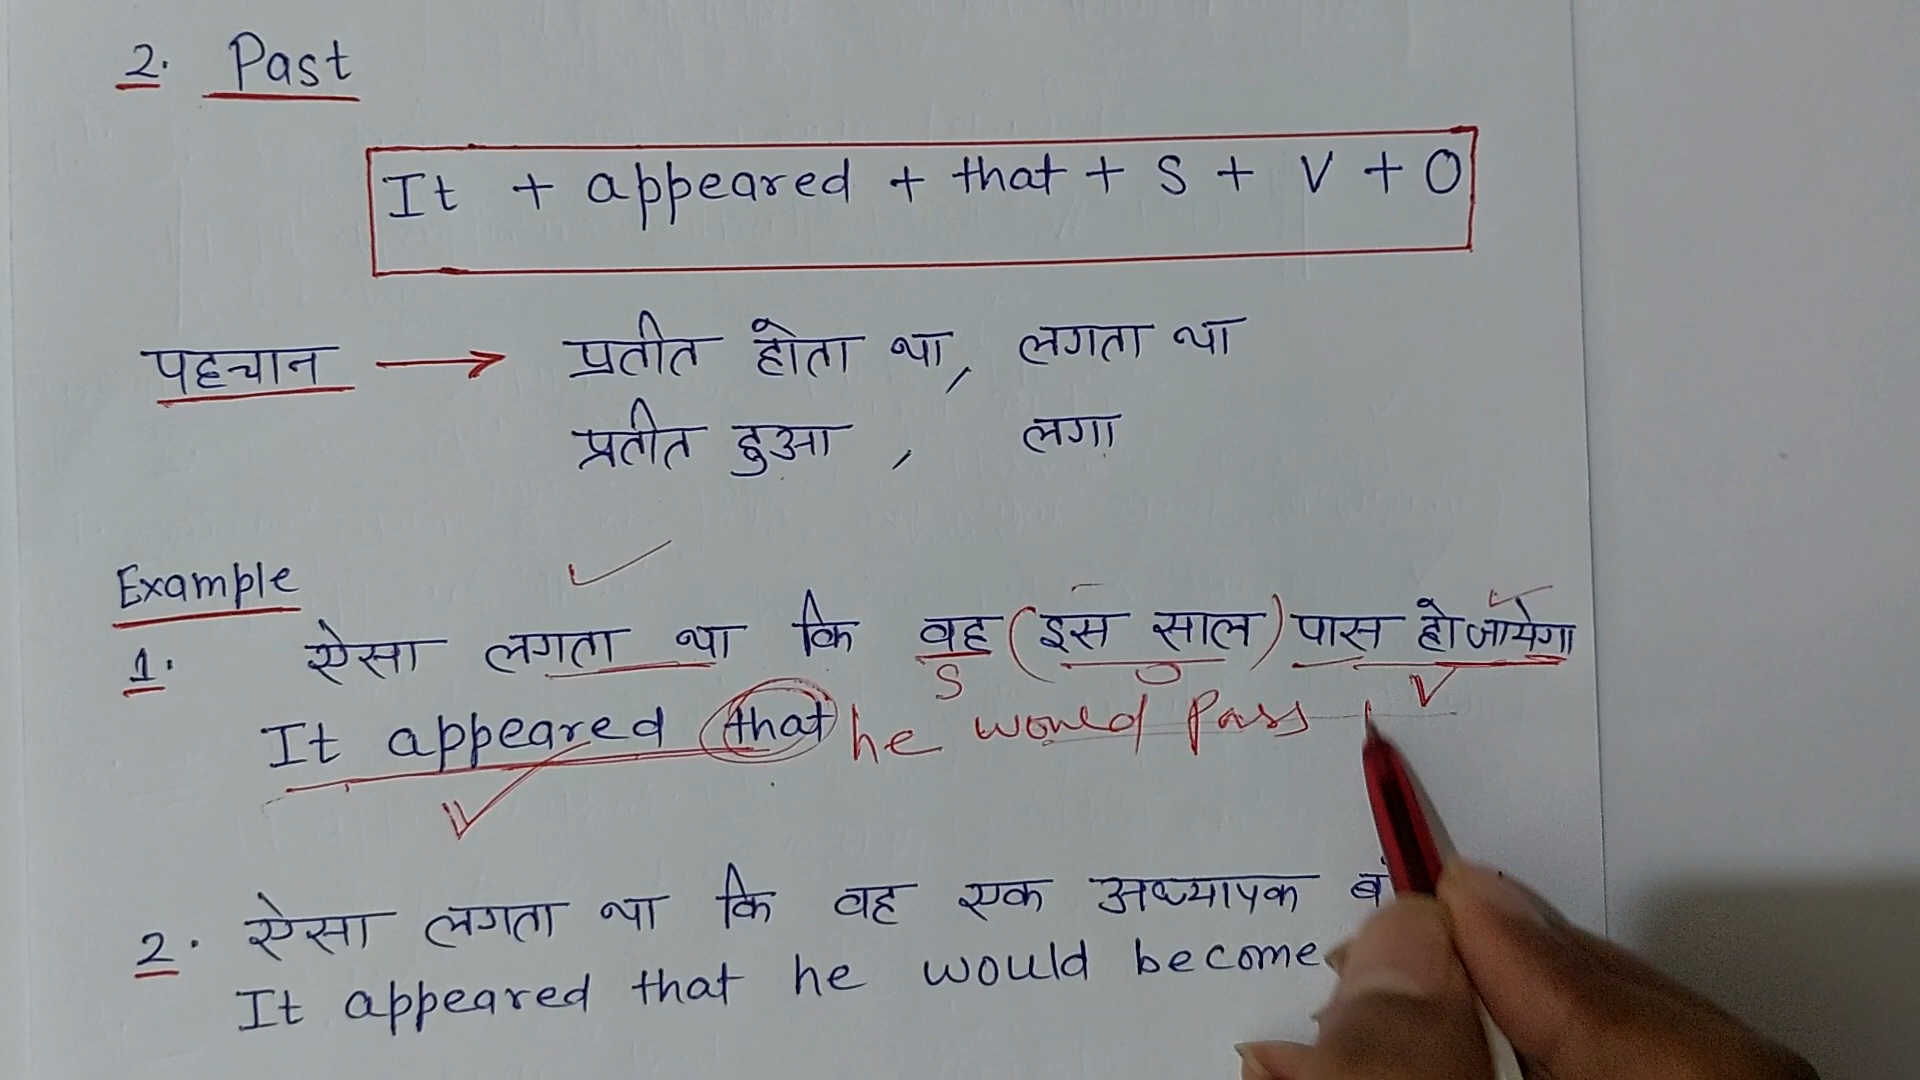 2. Past
It + appeared + that + S + V + O
पहचान → प्रतीत होता था, लगता था
प्रतीत हुआ , लगा
Example
1. ऐसा लगता था कि वह (इस साल) पास हो जायेगा
S O V
It appeared that he would Pass
2. ऐसा लगता था कि वह एक अध्यापक
It appeared that he would become